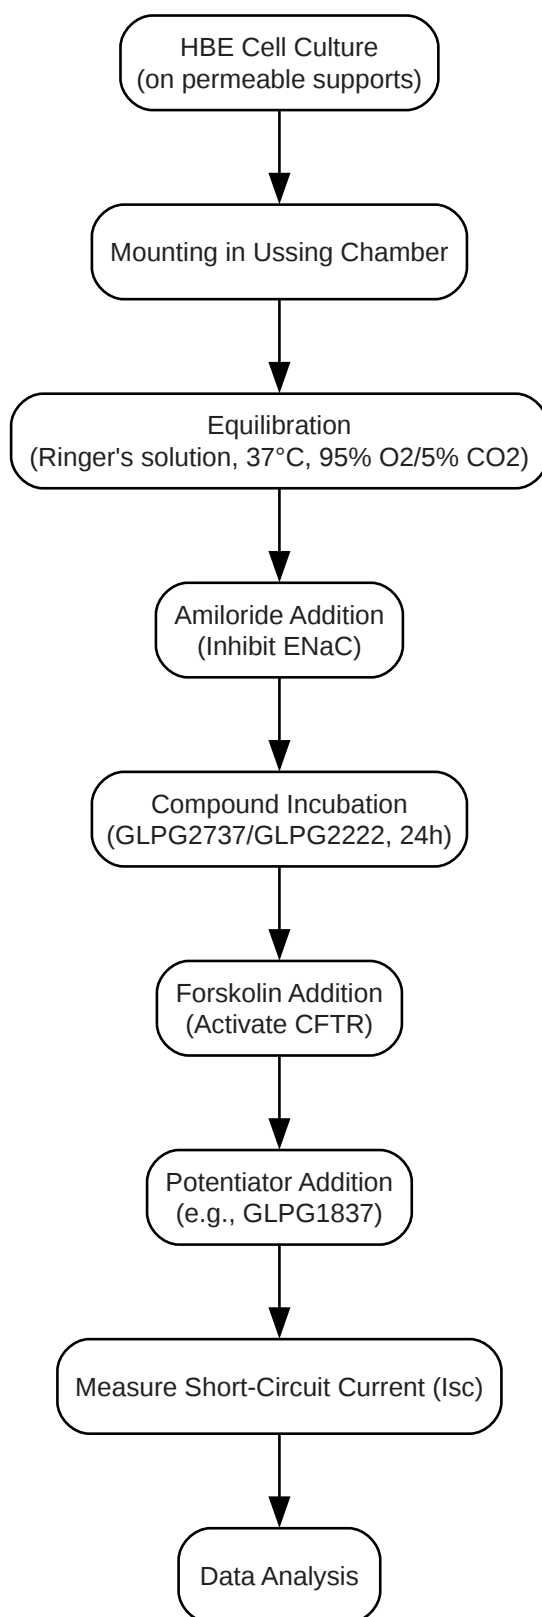 HBE Cell Culture
(on permeable supports)
Mounting in Ussing Chamber
Equilibration
(Ringer's solution, 37°C, 95% O2/5% CO2)
Amiloride Addition
(Inhibit ENaC)
Compound Incubation
(GLPG2737/GLPG2222, 24h)
Forskolin Addition
(Activate CFTR)
Potentiator Addition
(e.g., GLPG1837)
Measure Short-Circuit Current (Isc)
Data Analysis